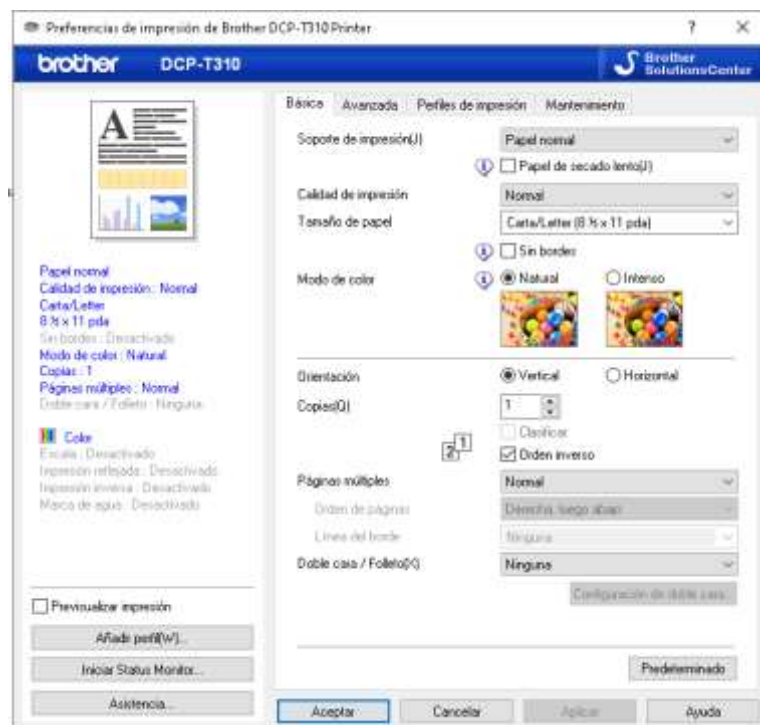 Preferencias de impresión de Brother DCP-T310 Printer
brother DCP-T310
Brother
SolutionsCenter
Básica Avanzada Perfiles de impresión Mantenimiento
A
Soporte de impresión(J) Papel normal
Papel de secado lento(J)
Calidad de impresión Normal
Tamaño de papel Carta/Letter (8 ½ x 11 pda)
Sin bordes
Modo de color Natural Intenso
Papel normal
Calidad de impresión : Normal
Carta/Letter
8 ½ x 11 pda
Sin bordes : Desactivado
Modo de color : Natural
Copias : 1
Páginas múltiples : Normal
Doble cara / Folleto : Ninguna
Color
Escala : Desactivado
Impresión reflejada : Desactivado
Impresión inversa : Desactivado
Marca de agua : Desactivado
Orientación Vertical Horizontal
Copias(Q) 1
Clasificar
2 1
Orden inverso
Páginas múltiples Normal
Orden de páginas Derecha, luego abajo
Línea del borde Ninguna
Doble cara / Folleto(K) Ninguna
Configuración de doble cara...
Previsualizar impresión
Añadir perfil(W)...
Iniciar Status Monitor...
Asistencia...
Predeterminado
Aceptar Cancelar Aplicar Ayuda